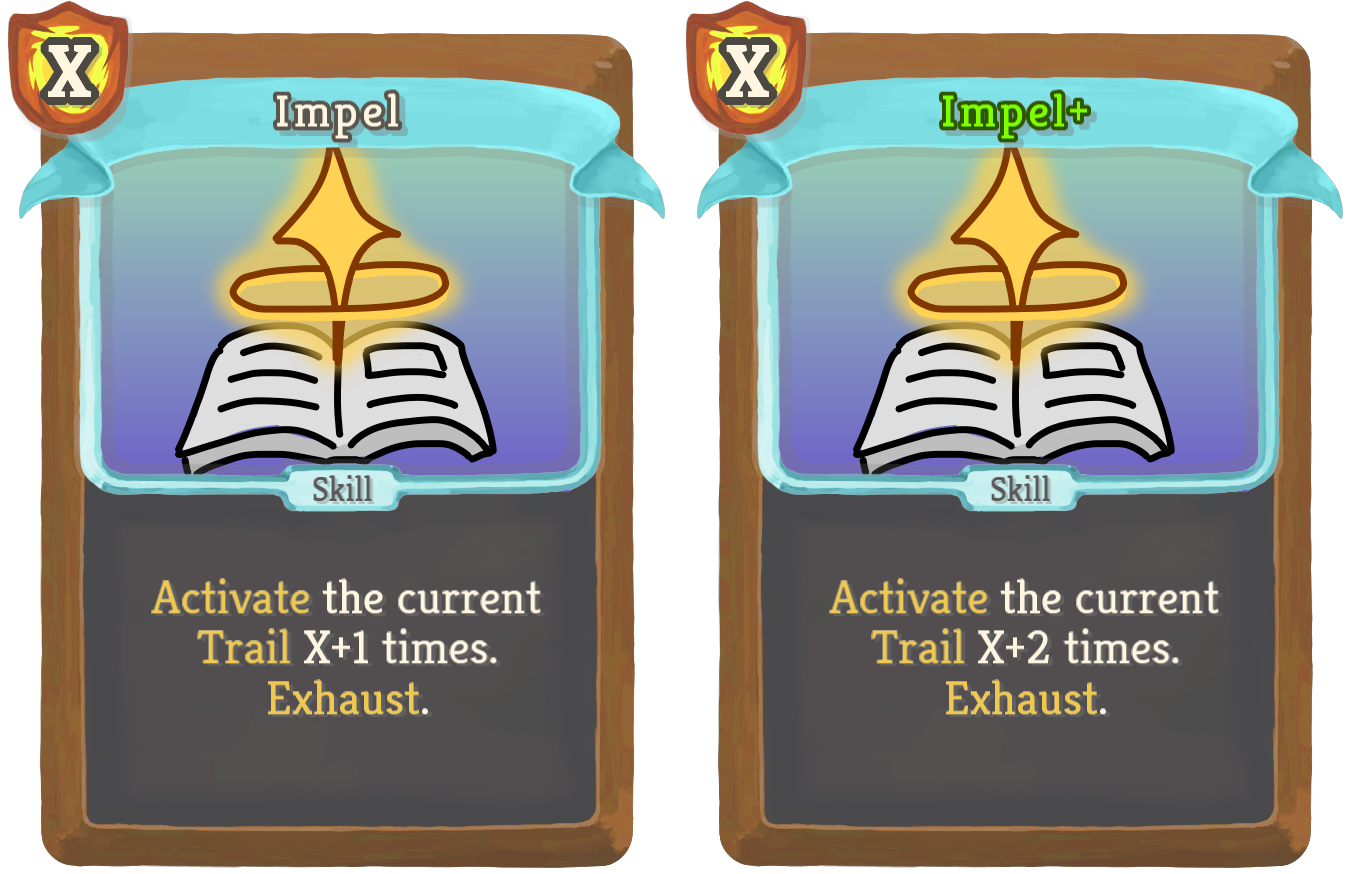 X
Impel
Skill
Activate the current
Trail X+1 times.
Exhaust.
X
Impel+
Skill
Activate the current
Trail X+2 times.
Exhaust.